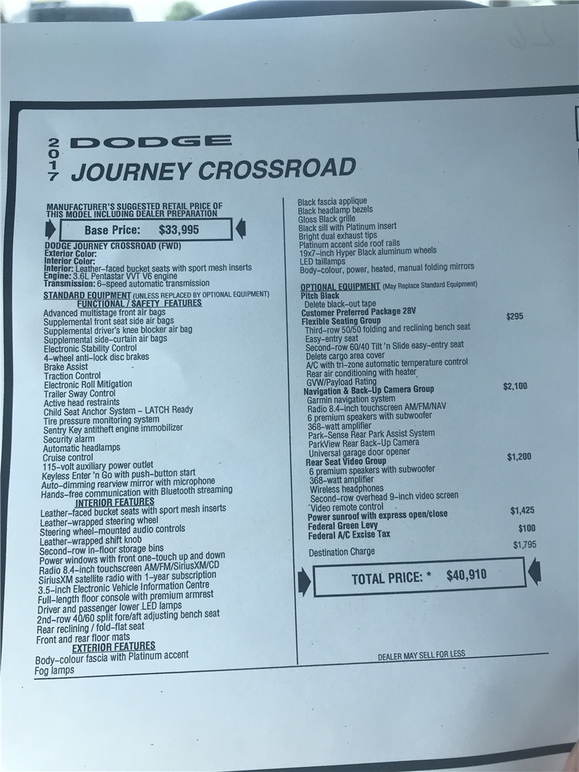 2017 DODGE
JOURNEY CROSSROAD
MANUFACTURER'S SUGGESTED RETAIL PRICE OF
THIS MODEL INCLUDING DEALER PREPARATION
Base Price: $33,995
DODGE JOURNEY CROSSROAD (FWD)
Exterior Color:
Interior Color:
Interior: Leather-faced bucket seats with sport mesh inserts
Engine: 3.6L Pentastar VVT V6 engine
Transmission: 6-speed automatic transmission
STANDARD EQUIPMENT (UNLESS REPLACED BY OPTIONAL EQUIPMENT)
FUNCTIONAL/SAFETY FEATURES
Advanced multistage front air bags
Supplemental front seat side air bags
Supplemental driver's knee blocker air bag
Supplemental side-curtain air bags
Electronic Stability Control
4-wheel anti-lock disc brakes
Brake Assist
Traction Control
Electronic Roll Mitigation
Trailer Sway Control
Active head restraints
Child Seat Anchor System - LATCH Ready
Tire pressure monitoring system
Sentry Key antitheft engine immobilizer
Security alarm
Automatic headlamps
Cruise control
115-volt auxiliary power outlet
Keyless Enter 'n Go with push-button start
Auto-dimming rearview mirror with microphone
Hands-free communication with Bluetooth streaming
INTERIOR FEATURES
Leather-faced bucket seats with sport mesh inserts
Leather-wrapped steering wheel
Steering wheel-mounted audio controls
Leather-wrapped shift knob
Second-row in-floor storage bins
Power windows with front one-touch up and down
Radio 8.4-inch touchscreen AM/FM/SiriusXM/CD
SiriusXM satellite radio with 1-year subscription
3.5-inch Electronic Vehicle Information Centre
Full-length floor console with premium armrest
Driver and passenger lower LED lamps
2nd-row 40/60 split fore/aft adjusting bench seat
Rear reclining / fold-flat seat
Front and rear floor mats
EXTERIOR FEATURES
Body-colour fascia with Platinum accent
Fog lamps
Black fascia applique
Black headlamp bezels
Gloss Black grille
Black sill with Platinum insert
Bright dual exhaust tips
Platinum accent side roof rails
19x7-inch Hyper Black aluminum wheels
LED taillamps
Body-colour, power, heated, manual folding mirrors
OPTIONAL EQUIPMENT (May Replace Standard Equipment)
Pitch Black
Delete black-out tape
Customer Preferred Package 28V
Flexible Seating Group $295
Third-row 50/50 folding and reclining bench seat
Easy-entry seat
Second-row 60/40 Tilt 'n Slide easy-entry seat
Delete cargo area cover
A/C with tri-zone automatic temperature control
Rear air conditioning with heater
GVW/Payload Rating
Navigation & Back-Up Camera Group $2,100
Garmin navigation system
Radio 8.4-inch touchscreen AM/FM/NAV
6 premium speakers with subwoofer
368-watt amplifier
Park-Sense Rear Park Assist System
ParkView Rear Back-Up Camera
Universal garage door opener
Rear Seat Video Group $1,200
6 premium speakers with subwoofer
368-watt amplifier
Wireless headphones
Second-row overhead 9-inch video screen
Video remote control
Power sunroof with express open/close $1,425
Federal Green Levy
Federal A/C Excise Tax $100
Destination Charge $1,795
TOTAL PRICE: * $40,910
DEALER MAY SELL FOR LESS